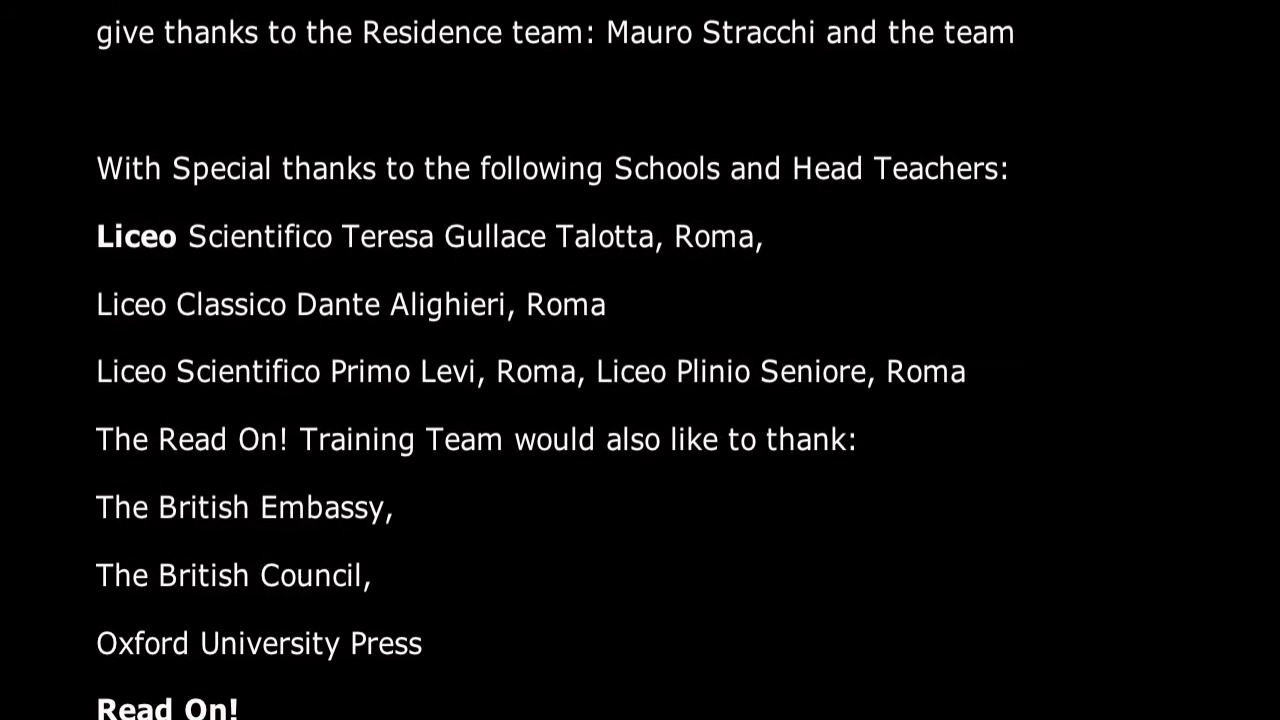 give thanks to the Residence team: Mauro Stracchi and the team
With Special thanks to the following Schools and Head Teachers:
Liceo Scientifico Teresa Gullace Talotta, Roma,
Liceo Classico Dante Alighieri, Roma
Liceo Scientifico Primo Levi, Roma, Liceo Plinio Seniore, Roma
The Read On! Training Team would also like to thank:
The British Embassy,
The British Council,
Oxford University Press
Read On!